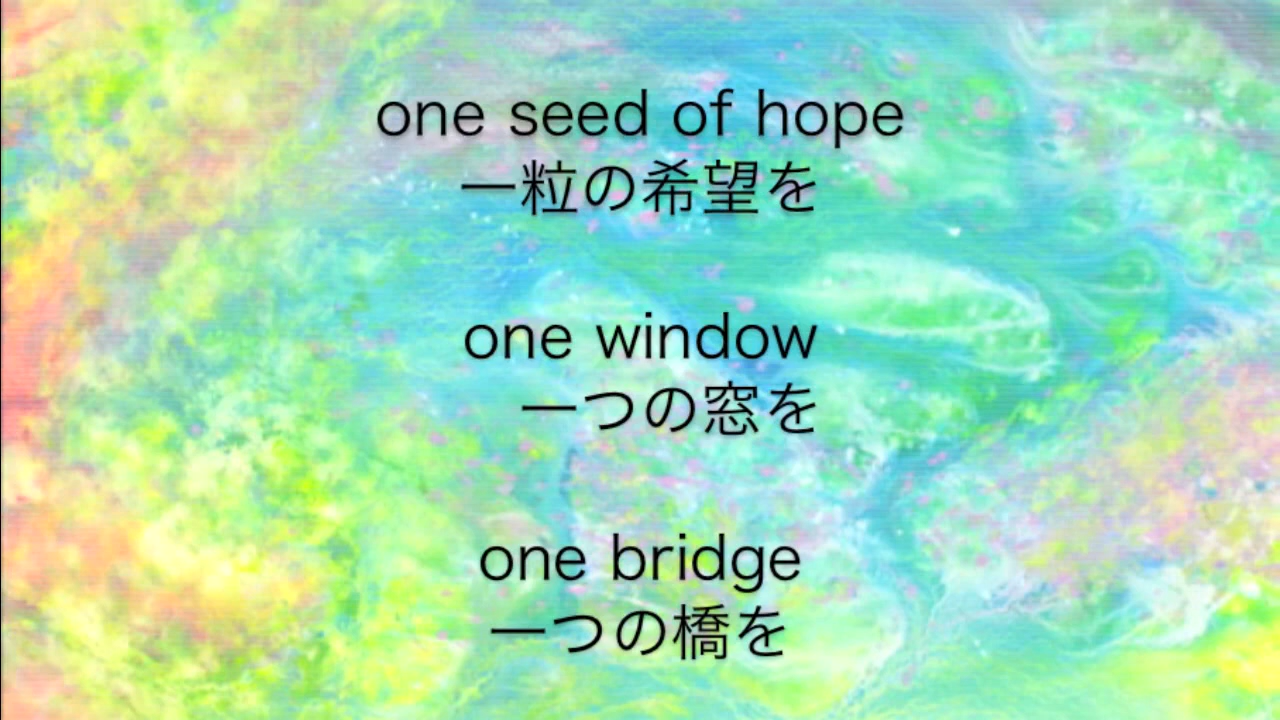 one seed of hope
一粒の希望を
one window
一つの窓を
one bridge
一つの橋を